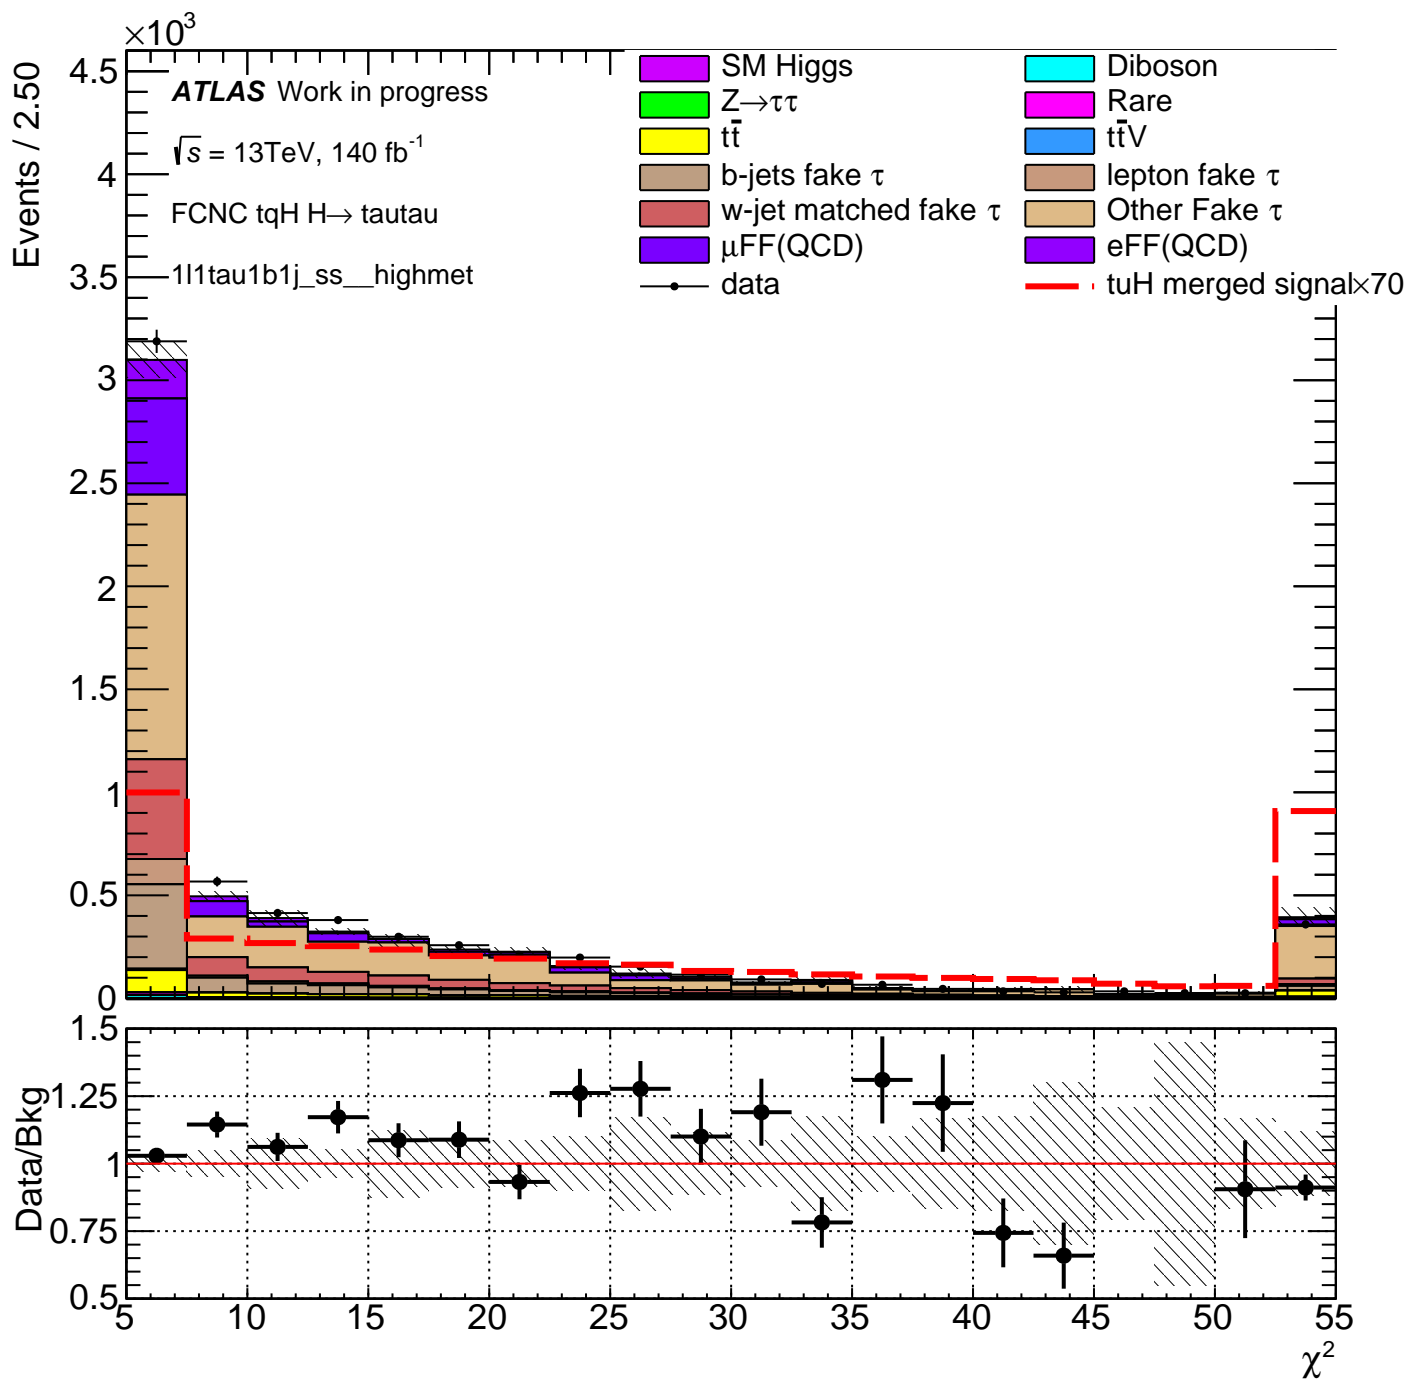 ×10³
Events / 2.50
4.5
4
3.5
3
2.5
2
1.5
1
0.5
0
ATLAS Work in progress
√s = 13TeV, 140 fb⁻¹
FCNC tqH H→ tautau
1l1tau1b1j_ss__highmet
SM Higgs
Diboson
Z→ττ
Rare
tt̄
tt̄V
b-jets fake τ
lepton fake τ
w-jet matched fake τ
Other Fake τ
μFF(QCD)
eFF(QCD)
data
tuH merged signal×70
Data/Bkg
1.5
1.25
1
0.75
0.5
5 10 15 20 25 30 35 40 45 50 55
χ²